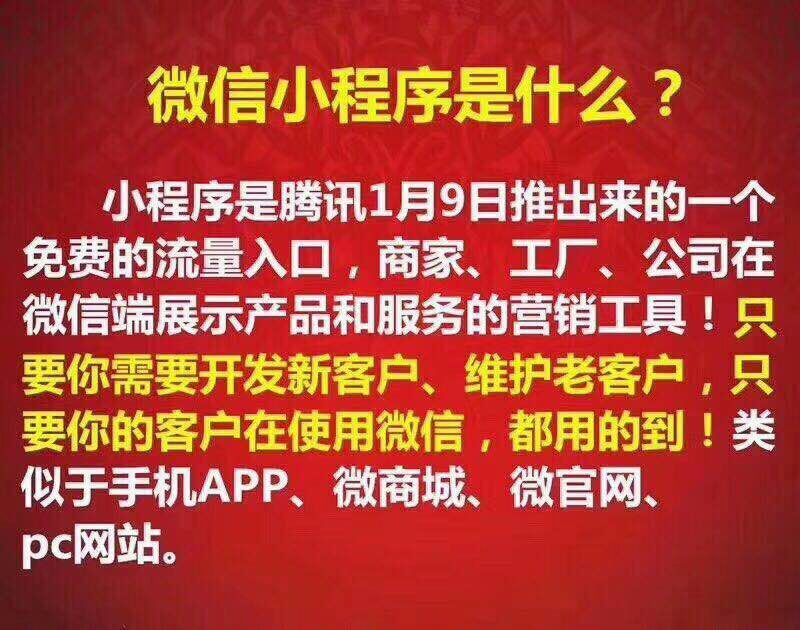 微信小程序是什么？
小程序是腾讯1月9日推出来的一个
免费的流量入口，商家、工厂、公司在
微信端展示产品和服务的营销工具！只
要你需要开发新客户、维护老客户，只
要你的客户在使用微信，都用的到！类
似于手机APP、微商城、微官网、
pc网站。